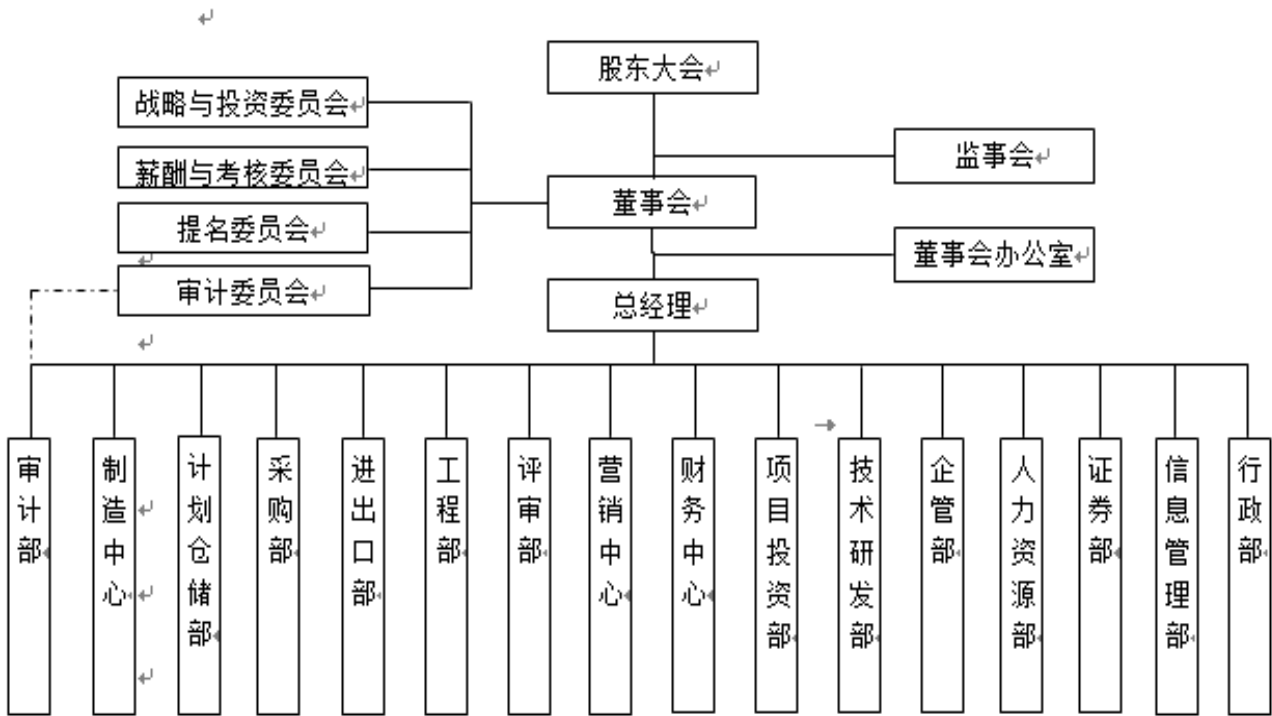 股东大会
战略与投资委员会
监事会
薪酬与考核委员会
董事会
提名委员会
董事会办公室
审计委员会
总经理
审计部
制造中心
计划仓储部
采购部
进出口部
工程部
评审部
营销中心
财务中心
项目投资部
技术研发部
企管部
人力资源部
证券部
信息管理部
行政部